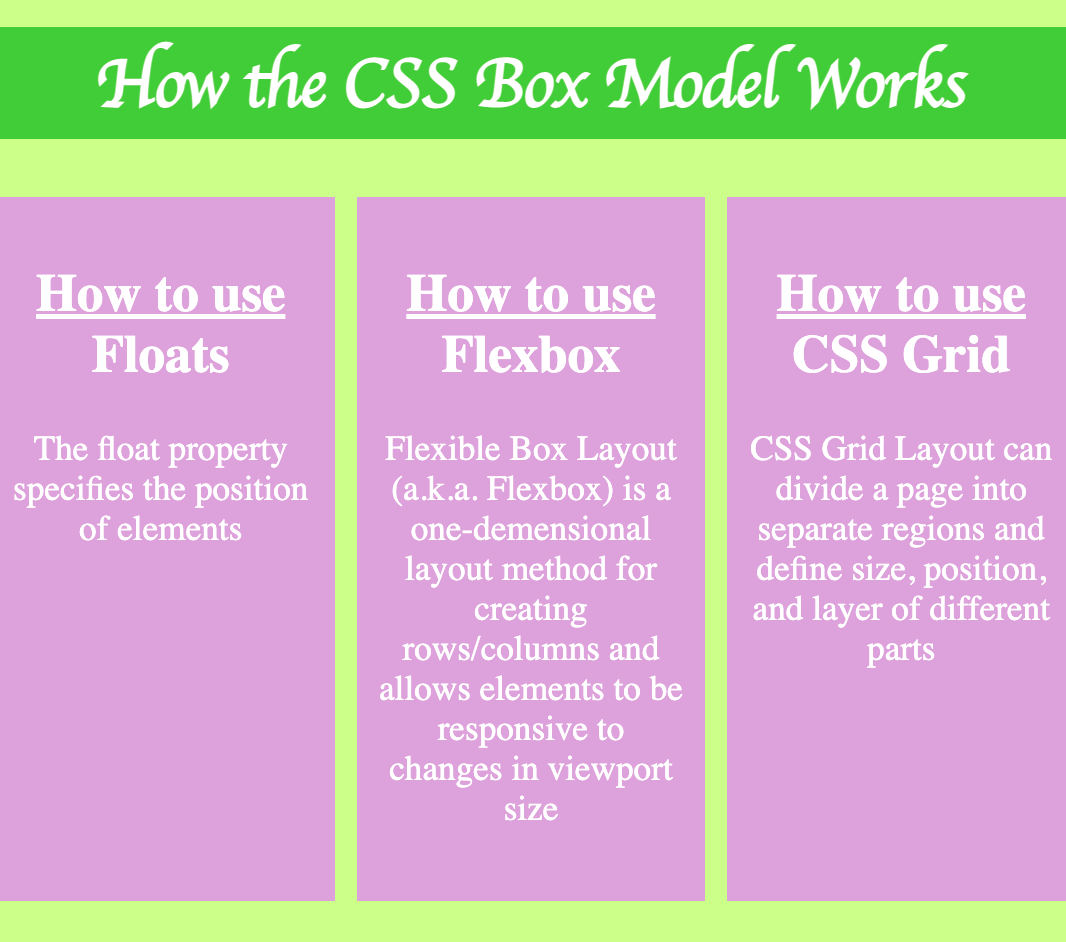 How the CSS Box Model Works
How to use
Floats
The float property
specifies the position
of elements
How to use
Flexbox
Flexible Box Layout
(a.k.a. Flexbox) is a
one-demensional
layout method for
creating
rows/columns and
allows elements to be
responsive to
changes in viewport
size
How to use
CSS Grid
CSS Grid Layout can
divide a page into
separate regions and
define size, position,
and layer of different
parts